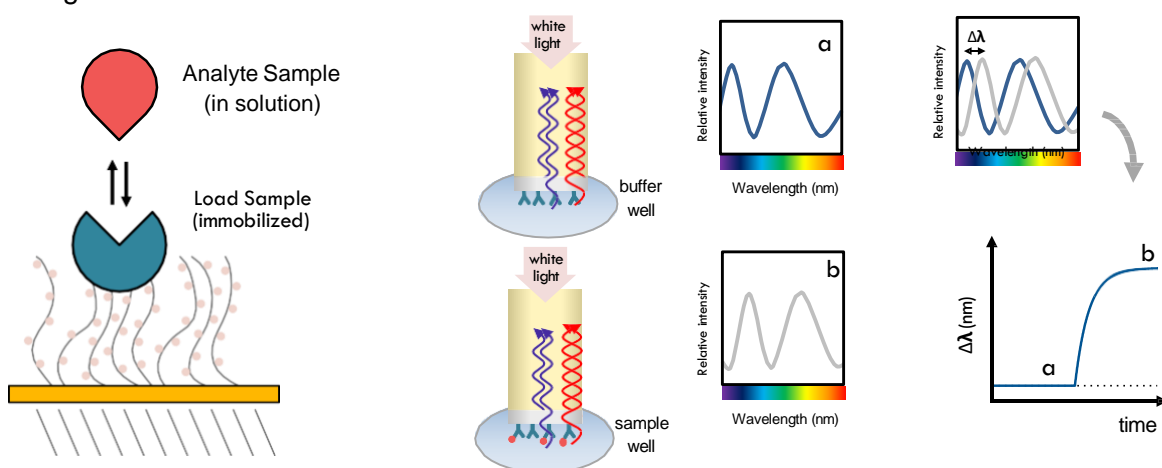 Analyte Sample
(in solution)
Load Sample
(immobilized)
white
light
buffer
well
white
light
sample
well
Relative intensity
a
Wavelength (nm)
Relative intensity
b
Wavelength (nm)
Relative intensity
Δλ
Wavelength (nm)
Δλ (nm)
a
b
time